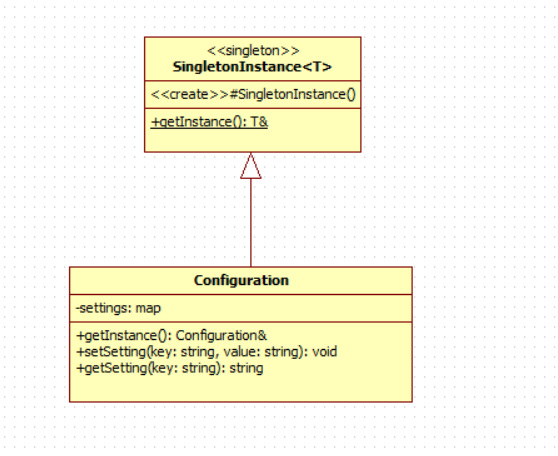 <<singleton>>
SingletonInstance<T>
<<create>>#SingletonInstance()
+getInstance(): T&
Configuration
-settings: map
+getInstance(): Configuration&
+setSetting(key: string, value: string): void
+getSetting(key: string): string